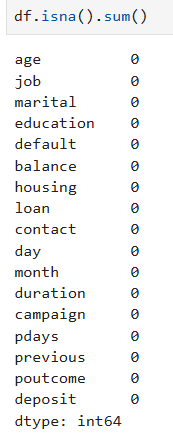 df.isna().sum()
age 0
job 0
marital 0
education 0
default 0
balance 0
housing 0
loan 0
contact 0
day 0
month 0
duration 0
campaign 0
pdays 0
previous 0
poutcome 0
deposit 0
dtype: int64